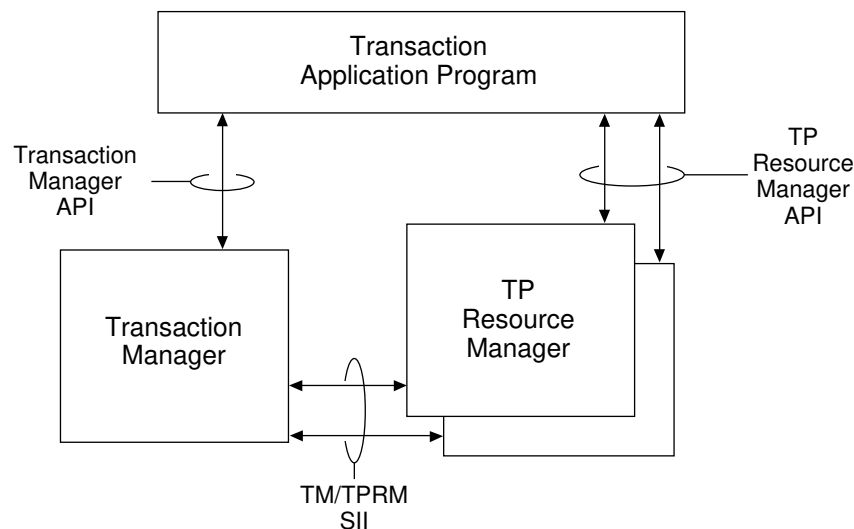 Transaction
Application Program
Transaction
Manager
API
TP
Resource
Manager
API
Transaction
Manager
TP
Resource
Manager
TM/TPRM
SII